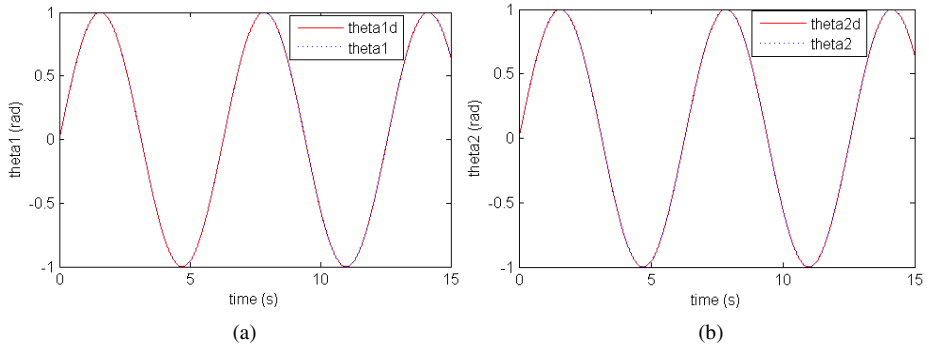 1
0.5
0
-0.5
-1
theta1 (rad)
theta1d
theta1
0
5
10
15
time (s)
(a)
1
0.5
0
-0.5
-1
theta2 (rad)
theta2d
theta2
0
5
10
15
time (s)
(b)